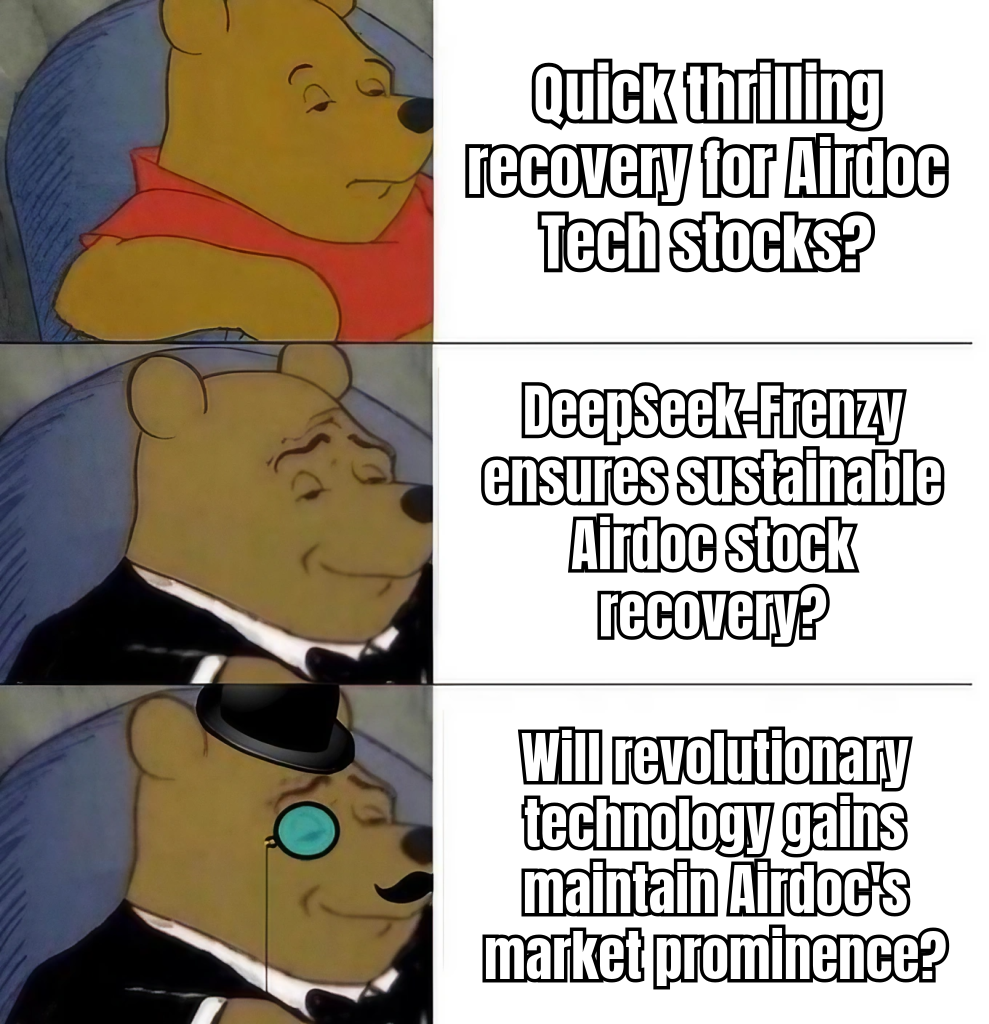 Quick thrilling
recovery for Airdoc
Tech stocks?
DeepSeek-Frenzy
ensures sustainable
Airdoc stock
recovery?
Will revolutionary
technology gains
maintain Airdoc's
market prominence?